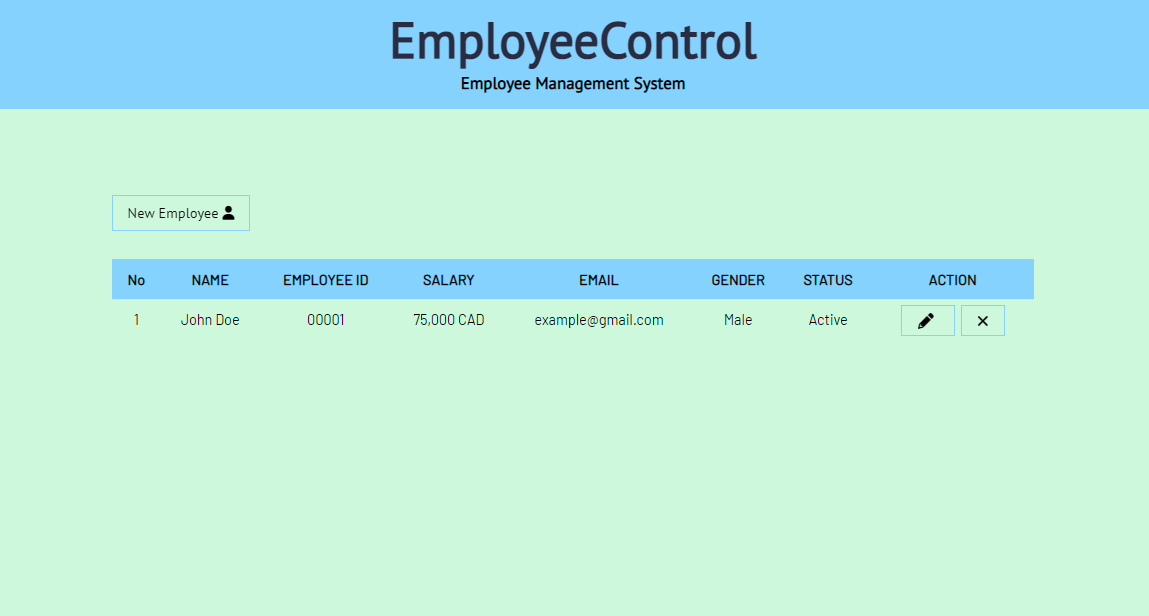 EmployeeControl
Employee Management System
New Employee
No NAME EMPLOYEE ID SALARY EMAIL GENDER STATUS ACTION
1 John Doe 00001 75,000 CAD example@gmail.com Male Active